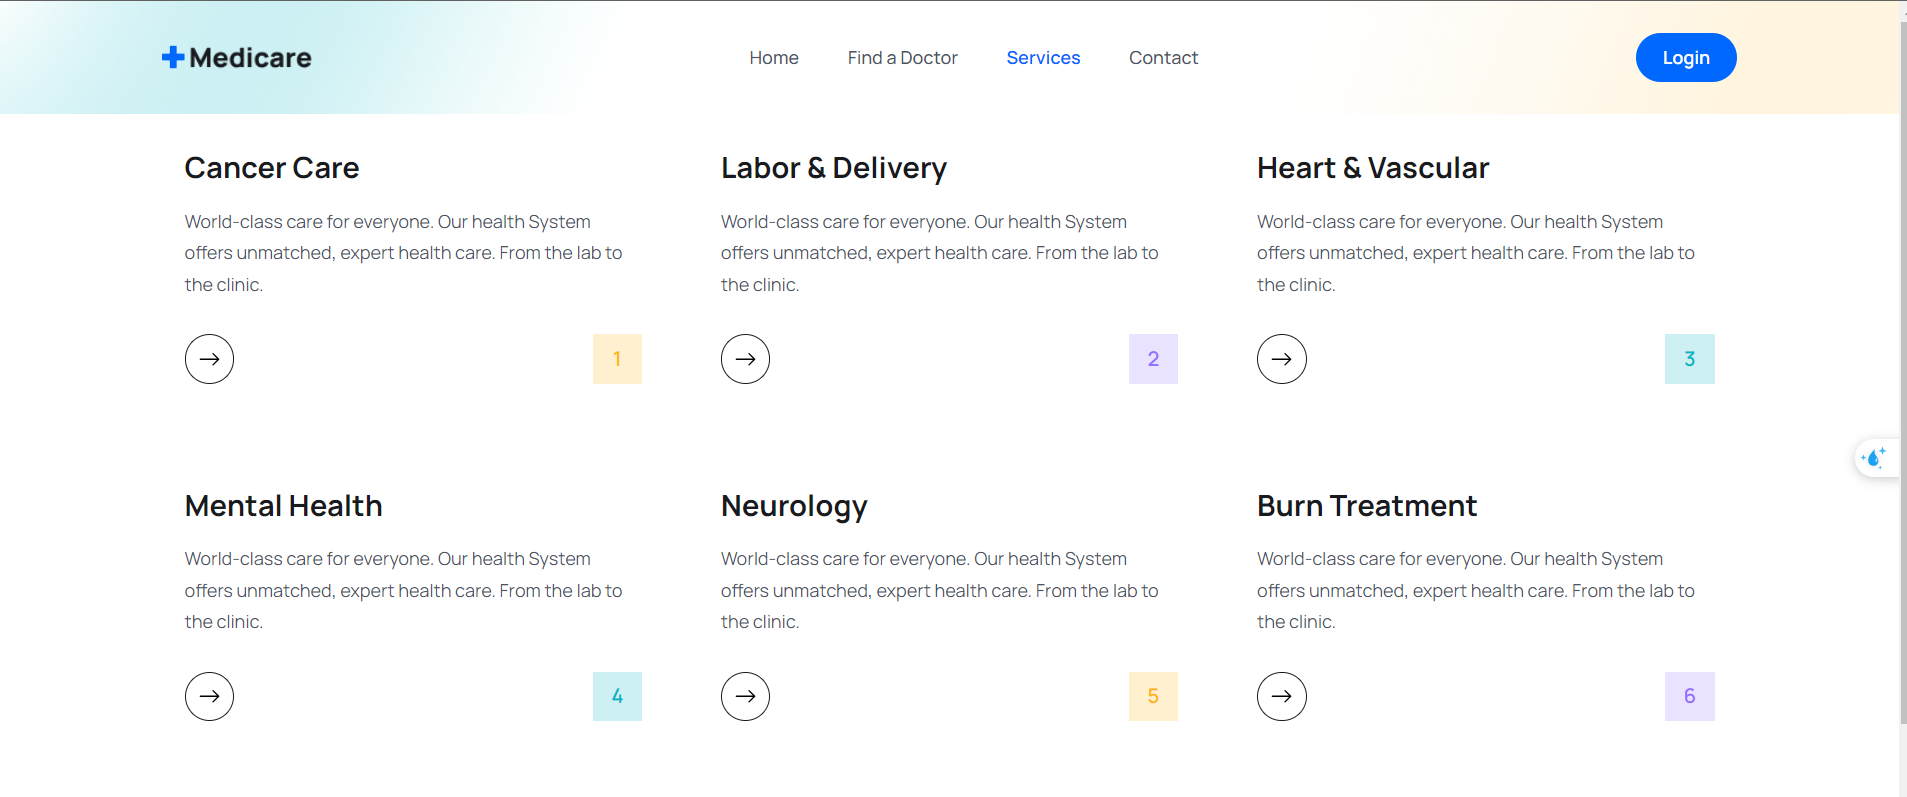 Medicare
Home
Find a Doctor
Services
Contact
Login
Cancer Care
World-class care for everyone. Our health System
offers unmatched, expert health care. From the lab to
the clinic.
1
Labor & Delivery
World-class care for everyone. Our health System
offers unmatched, expert health care. From the lab to
the clinic.
2
Heart & Vascular
World-class care for everyone. Our health System
offers unmatched, expert health care. From the lab to
the clinic.
3
Mental Health
World-class care for everyone. Our health System
offers unmatched, expert health care. From the lab to
the clinic.
4
Neurology
World-class care for everyone. Our health System
offers unmatched, expert health care. From the lab to
the clinic.
5
Burn Treatment
World-class care for everyone. Our health System
offers unmatched, expert health care. From the lab to
the clinic.
6